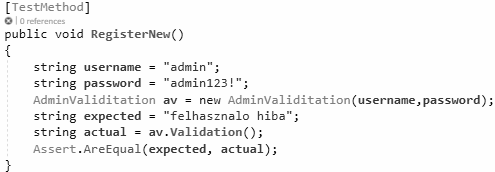 [TestMethod]
0 references
public void RegisterNew()
{
string username = "admin";
string password = "admin123!";
AdminValiditation av = new AdminValiditation(username,password);
string expected = "felhasznalo hiba";
string actual = av.Validation();
Assert.AreEqual(expected, actual);
}